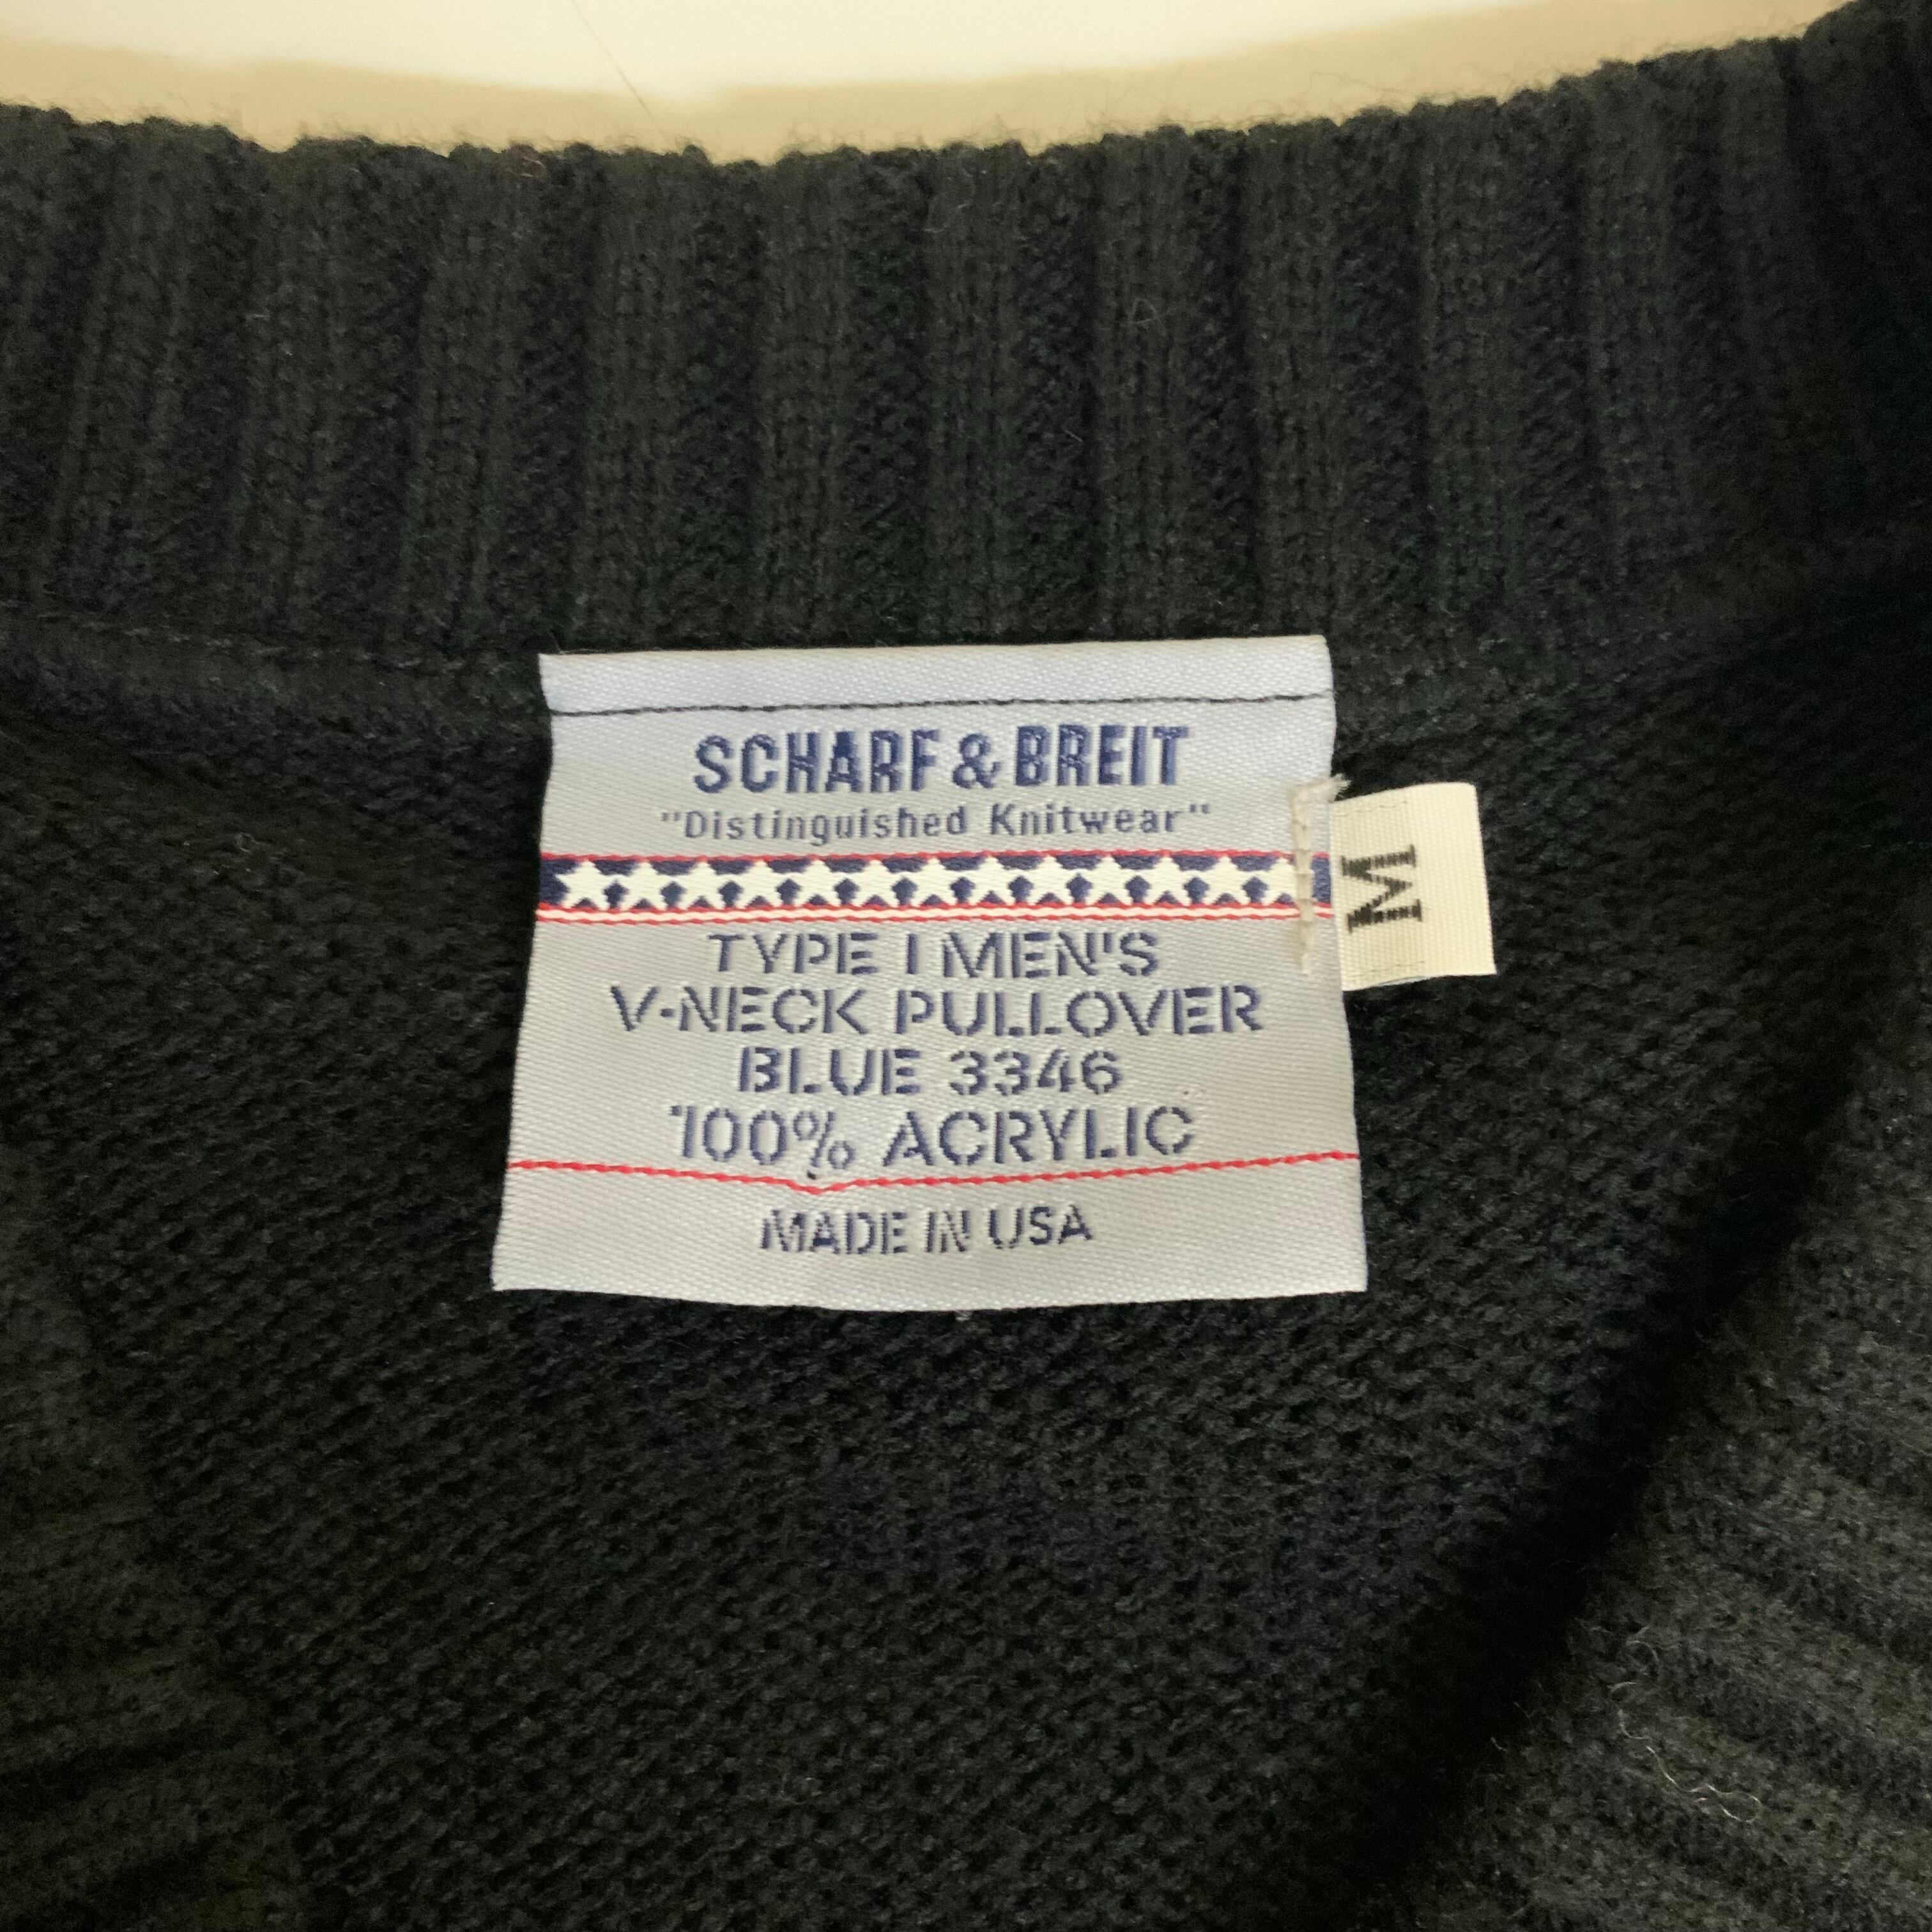 SCHARF & BREIT
"Distinguished Knitwear"
TYPE I MEN'S
V-NECK PULLOVER
BLUE 3346
100% ACRYLIC
MADE IN USA
M